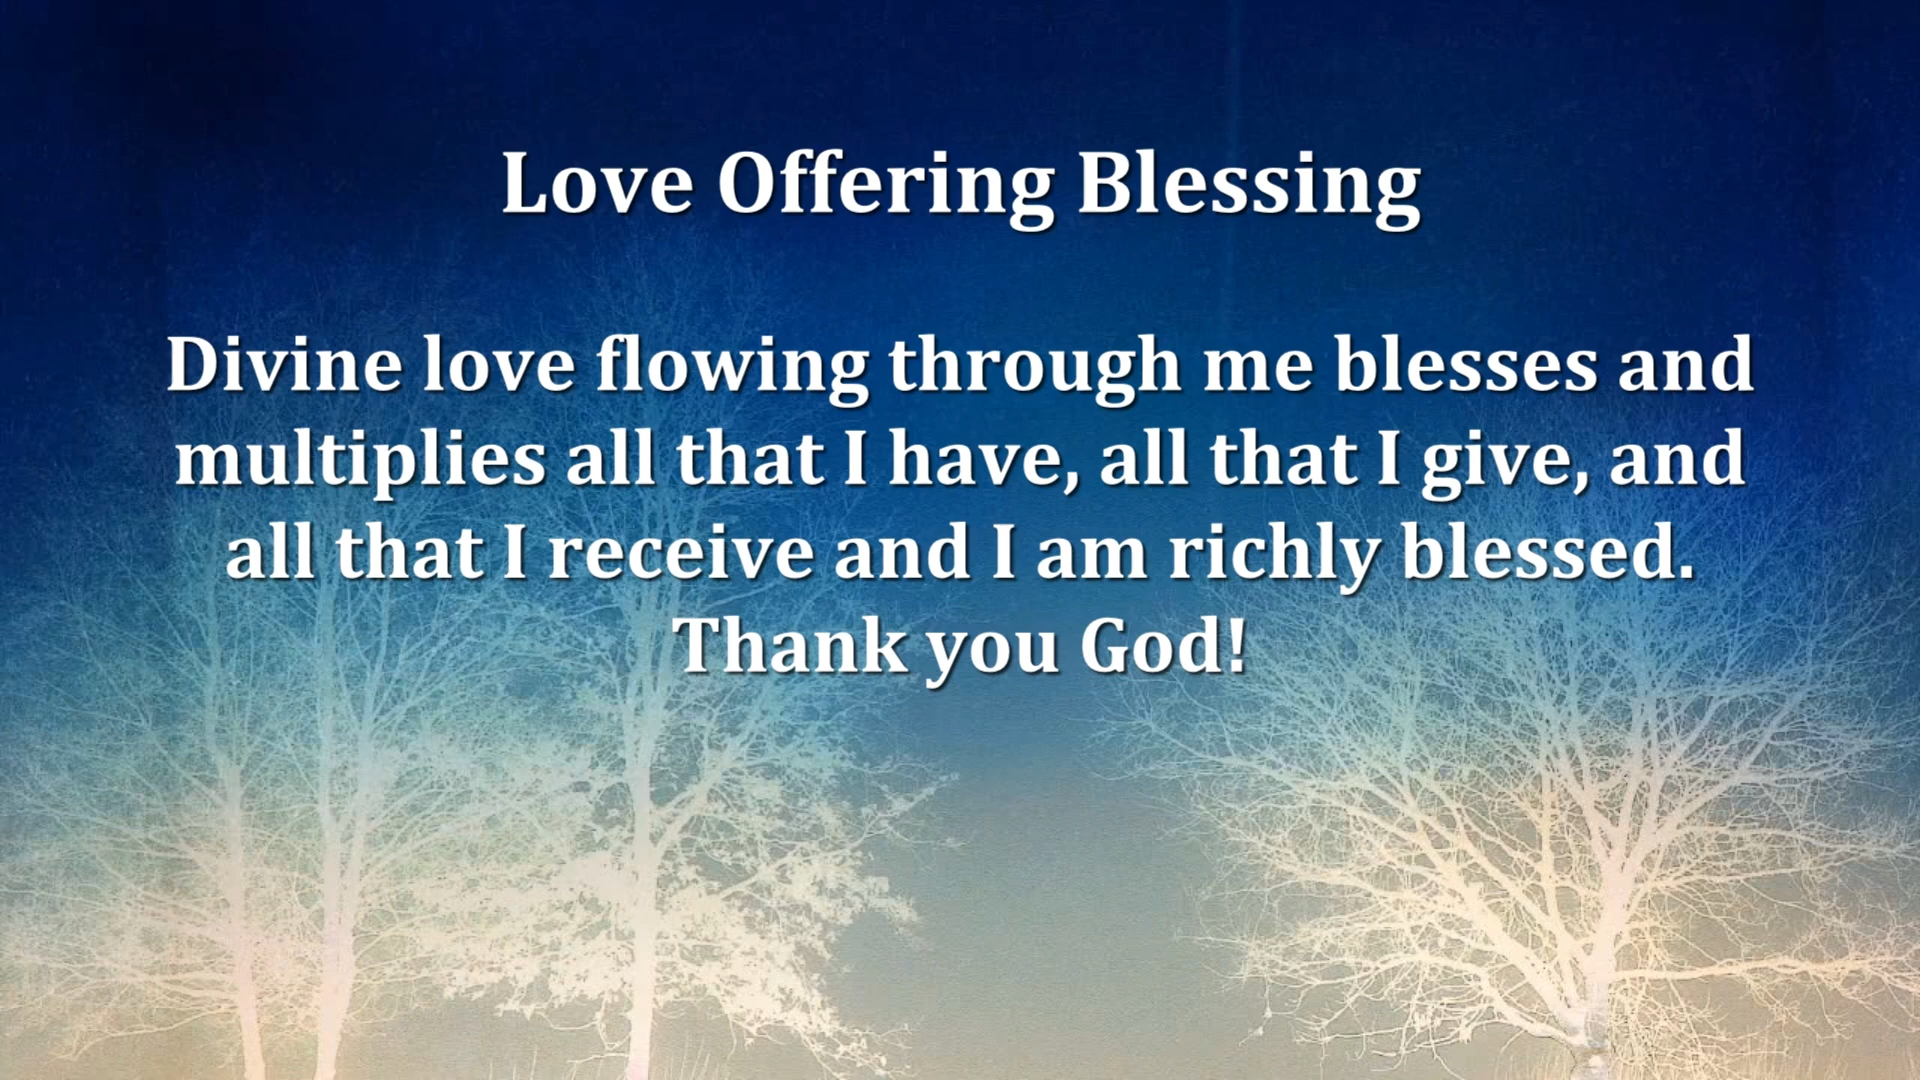 Love Offering Blessing
Divine love flowing through me blesses and
multiplies all that I have, all that I give, and
all that I receive and I am richly blessed.
Thank you God!